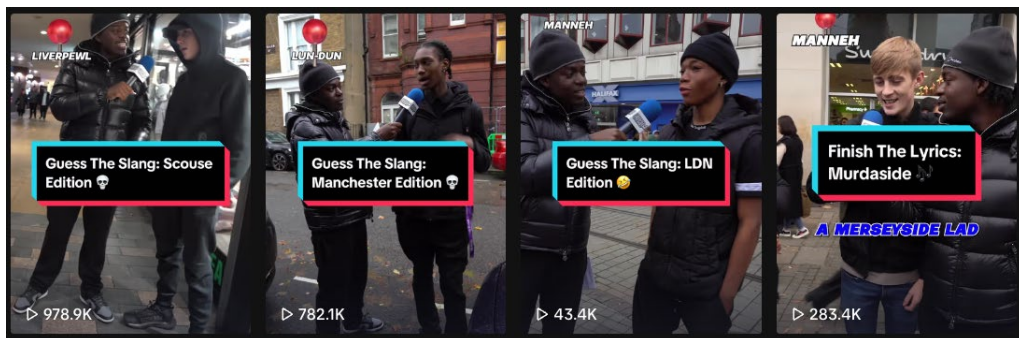 LIVERPEWL
Guess The Slang: Scouse
Edition 💀
978.9K
LUN-DUN
Guess The Slang:
Manchester Edition 💀
782.1K
MANNEH
HALIFAX
Guess The Slang: LDN
Edition 🤣
43.4K
MANNEH
Finish The Lyrics:
Murdaside 🎶
A MERSEYSIDE LAD
283.4K